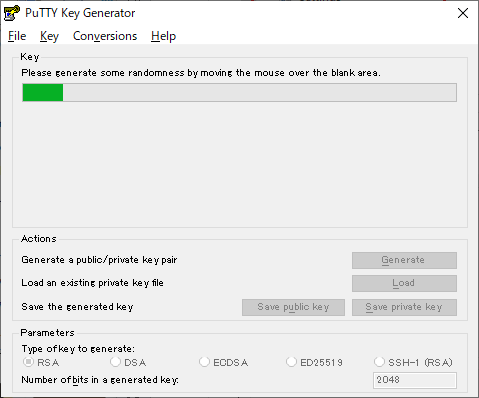 PuTTY Key Generator
File Key Conversions Help
Key
Please generate some randomness by moving the mouse over the blank area.
Actions
Generate a public/private key pair Generate
Load an existing private key file Load
Save the generated key Save public key Save private key
Parameters
Type of key to generate:
RSA DSA ECDSA ED25519 SSH-1 (RSA)
Number of bits in a generated key: 2048